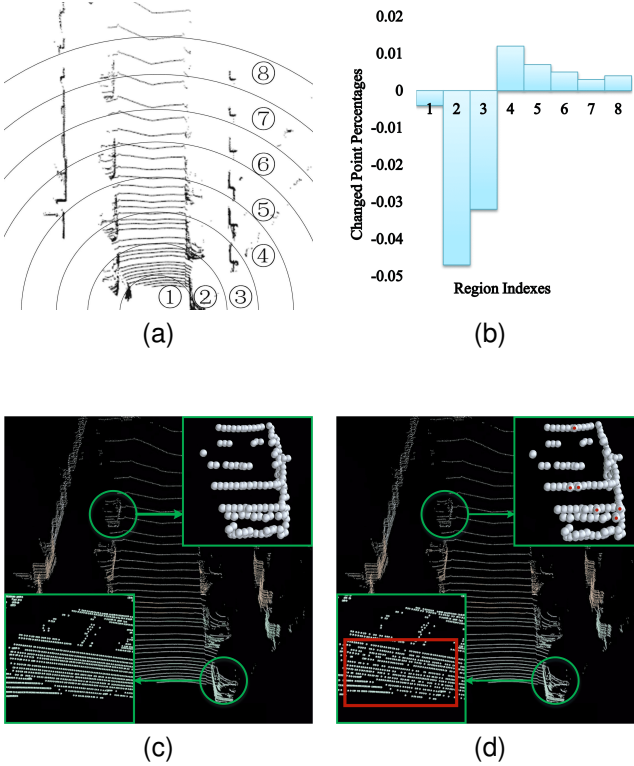 ⑧
⑦
⑥
⑤
④
① ② ③
(a)
Changed Point Percentages
0.02
0.01
0
-0.01
-0.02
-0.03
-0.04
-0.05
1 2 3 4 5 6 7 8
Region Indexes
(b)
(c)
(d)